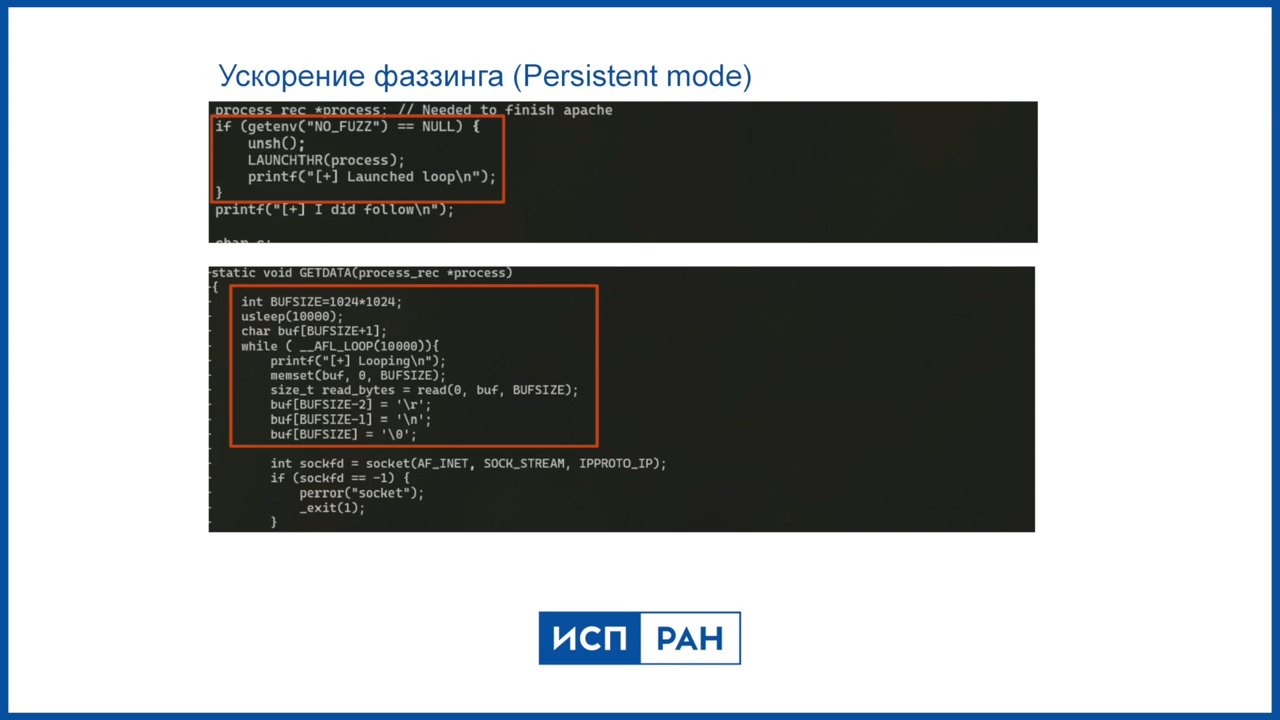 Ускорение фаззинга (Persistent mode)
process_rec *process; // Needed to finish apache
if (getenv("NO_FUZZ") == NULL) {
unsh();
LAUNCHTHR(process);
printf("[+] Launched loop\n");
}
printf("[+] I did follow\n");
char c;
-static void GETDATA(process_rec *process)
-{
int BUFSIZE=1024*1024;
usleep(10000);
char buf[BUFSIZE+1];
while ( __AFL_LOOP(10000)){
printf("[+] Looping\n");
memset(buf, 0, BUFSIZE);
size_t read_bytes = read(0, buf, BUFSIZE);
buf[BUFSIZE-2] = '\r';
buf[BUFSIZE-1] = '\n';
buf[BUFSIZE] = '\0';
int sockfd = socket(AF_INET, SOCK_STREAM, IPPROTO_IP);
if (sockfd == -1) {
perror("socket");
_exit(1);
}
ИСП РАН